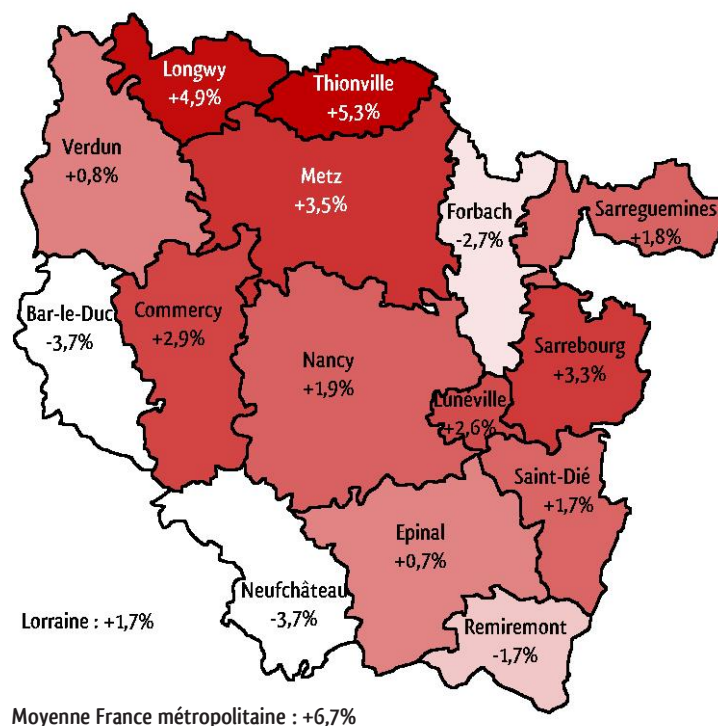 Longwy
+4,9%
Thionville
+5,3%
Verdun
+0,8%
Metz
+3,5%
Forbach
-2,7%
Sarreguemines
+1,8%
Bar-le-Duc
-3,7%
Commercy
+2,9%
Nancy
+1,9%
Sarrebourg
+3,3%
Lunéville
+2,6%
Saint-Dié
+1,7%
Epinal
+0,7%
Neufchâteau
-3,7%
Remiremont
-1,7%
Lorraine : +1,7%
Moyenne France métropolitaine : +6,7%